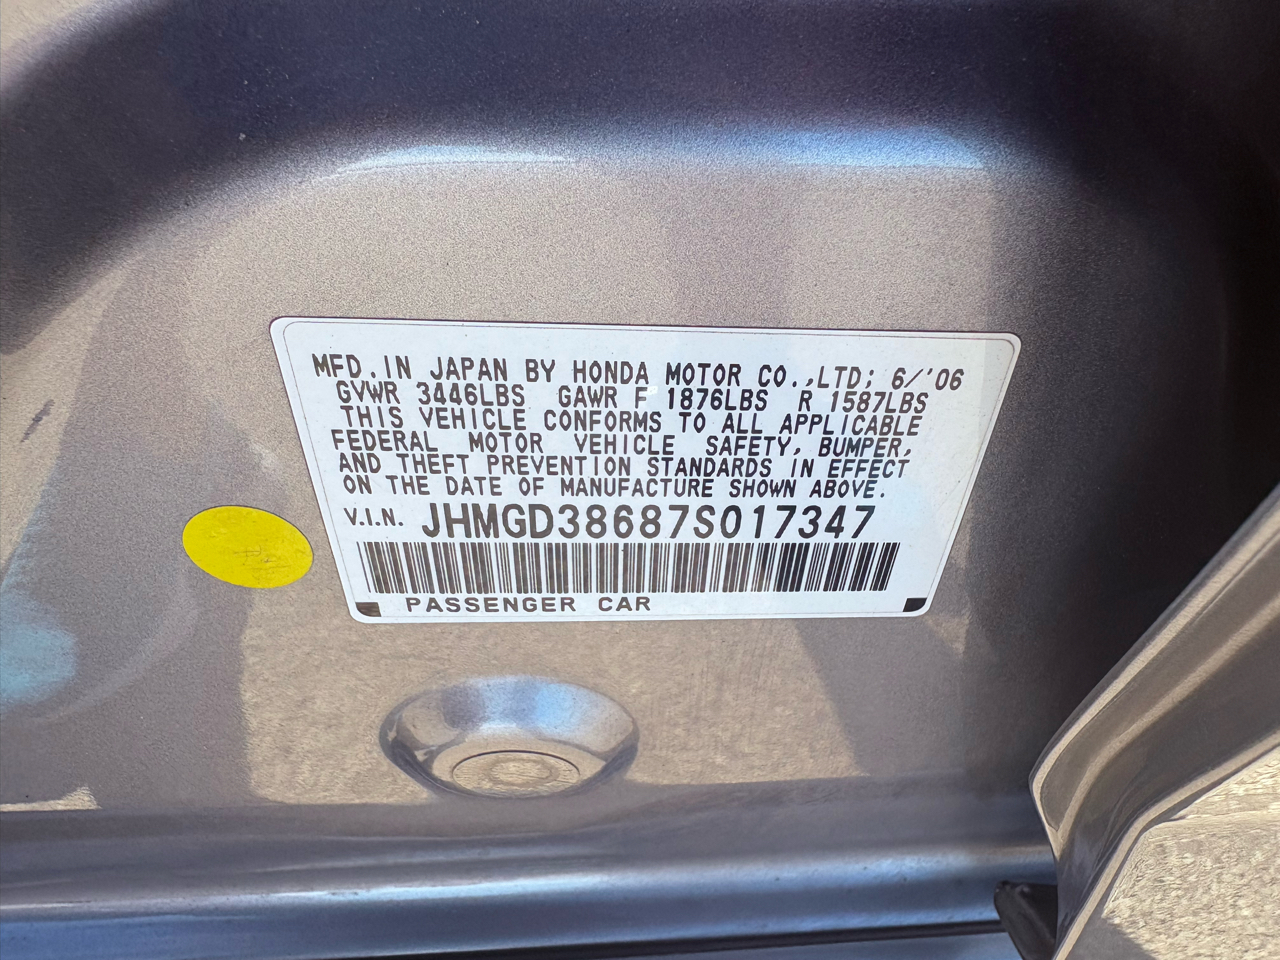 MFD. IN JAPAN BY HONDA MOTOR CO.,LTD; 6/'06
GVWR 3446LBS GAWR F 1876LBS R 1587LBS
THIS VEHICLE CONFORMS TO ALL APPLICABLE
FEDERAL MOTOR VEHICLE SAFETY, BUMPER,
AND THEFT PREVENTION STANDARDS IN EFFECT
ON THE DATE OF MANUFACTURE SHOWN ABOVE.
V.I.N. JHMGD38687S017347
PASSENGER CAR